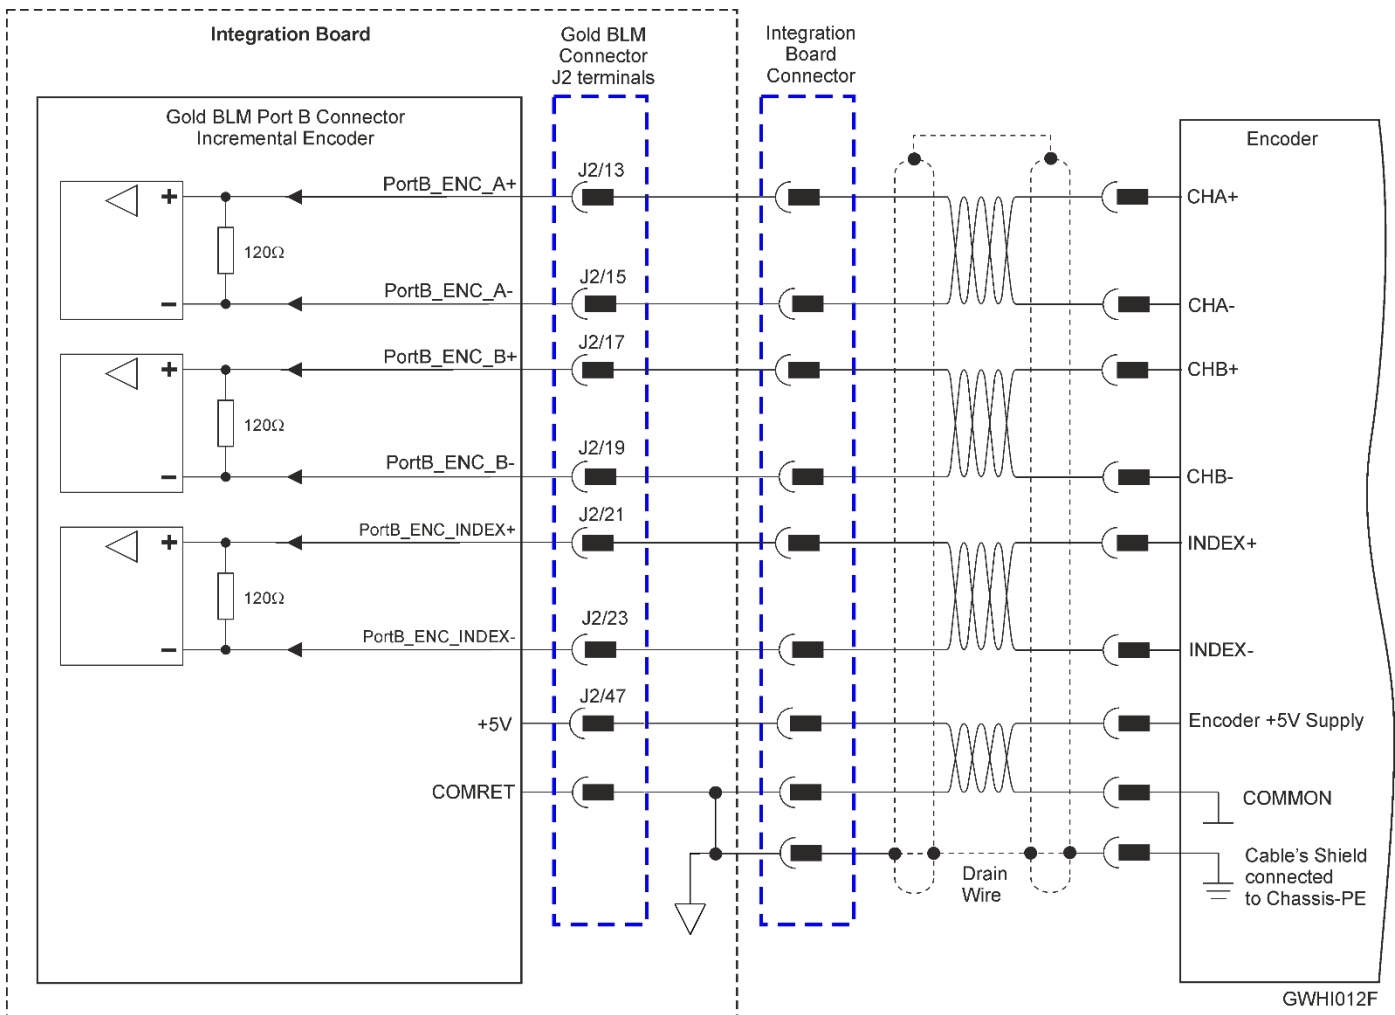 Integration Board
Gold BLM
Connector
J2 terminals
Integration
Board
Connector
Gold BLM Port B Connector
Incremental Encoder
Encoder
PortB_ENC_A+
J2/13
+
120Ω
CHA+
PortB_ENC_A-
J2/15
−
CHA-
PortB_ENC_B+
J2/17
+
120Ω
CHB+
PortB_ENC_B-
J2/19
−
CHB-
PortB_ENC_INDEX+
J2/21
+
120Ω
INDEX+
PortB_ENC_INDEX-
J2/23
−
INDEX-
+5V
J2/47
Encoder +5V Supply
COMRET
COMMON
Drain
Wire
Cable's Shield
connected
to Chassis-PE
GWHI012F